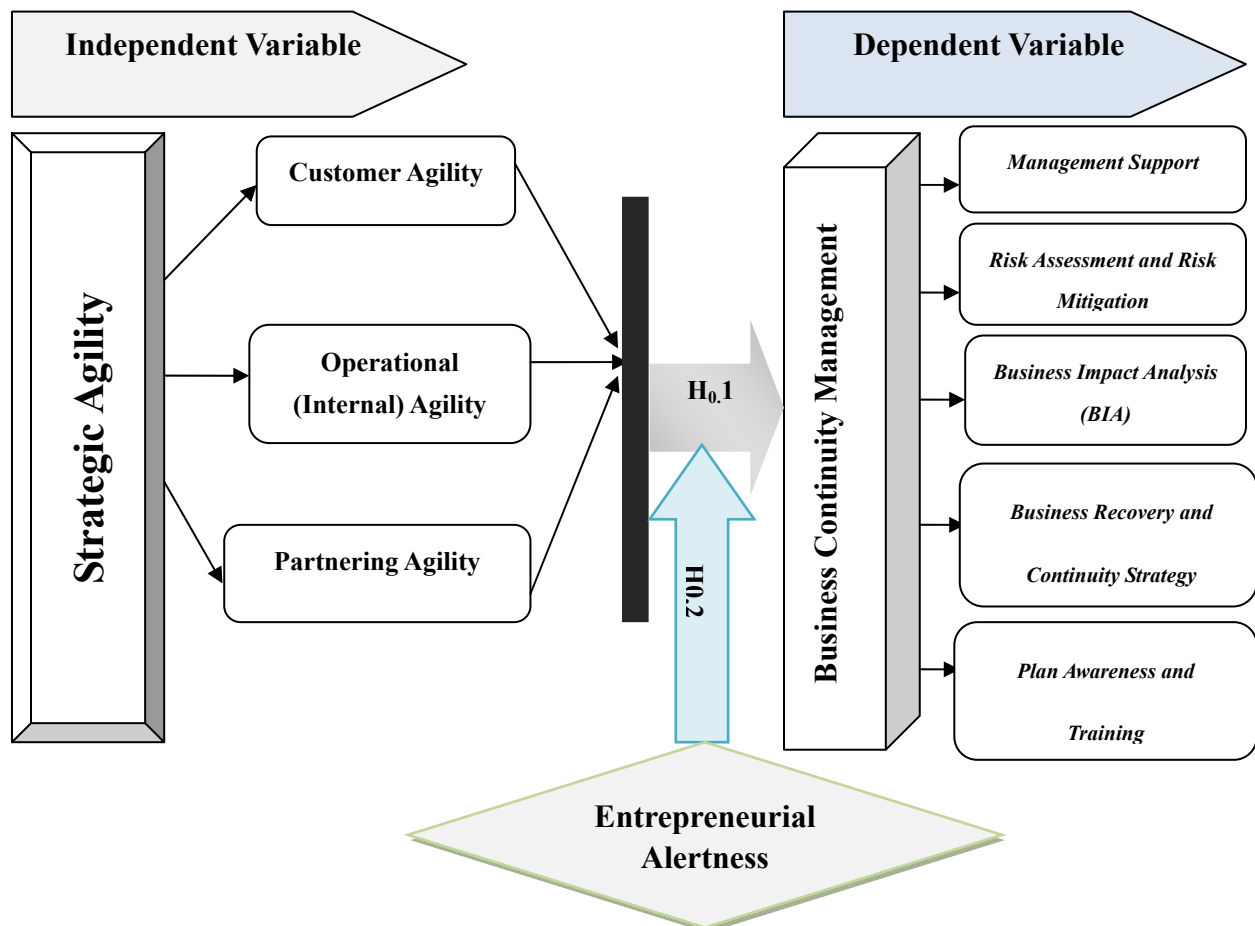 Independent Variable
Dependent Variable
Strategic Agility
Customer Agility
Operational
(Internal) Agility
Partnering Agility
H0.1
H0.2
Business Continuity Management
Management Support
Risk Assessment and Risk
Mitigation
Business Impact Analysis
(BIA)
Business Recovery and
Continuity Strategy
Plan Awareness and
Training
Entrepreneurial
Alertness